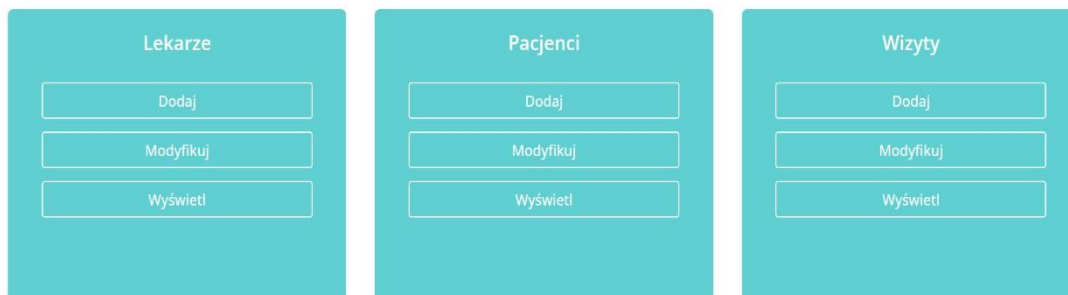 Lekarze
Dodaj
Modyfikuj
Wyświetl
Pacjenci
Dodaj
Modyfikuj
Wyświetl
Wizyty
Dodaj
Modyfikuj
Wyświetl